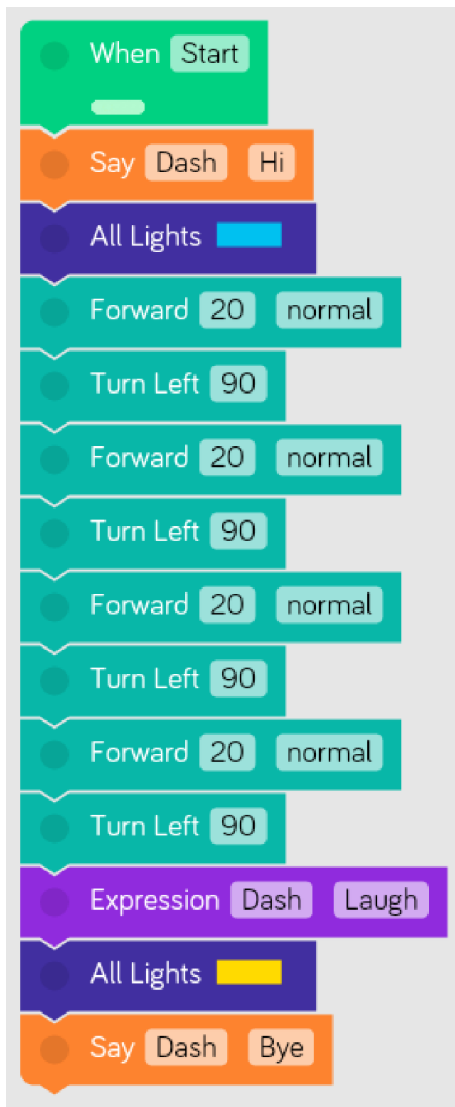 When Start
Say Dash Hi
All Lights
Forward 20 normal
Turn Left 90
Forward 20 normal
Turn Left 90
Forward 20 normal
Turn Left 90
Forward 20 normal
Turn Left 90
Expression Dash Laugh
All Lights
Say Dash Bye